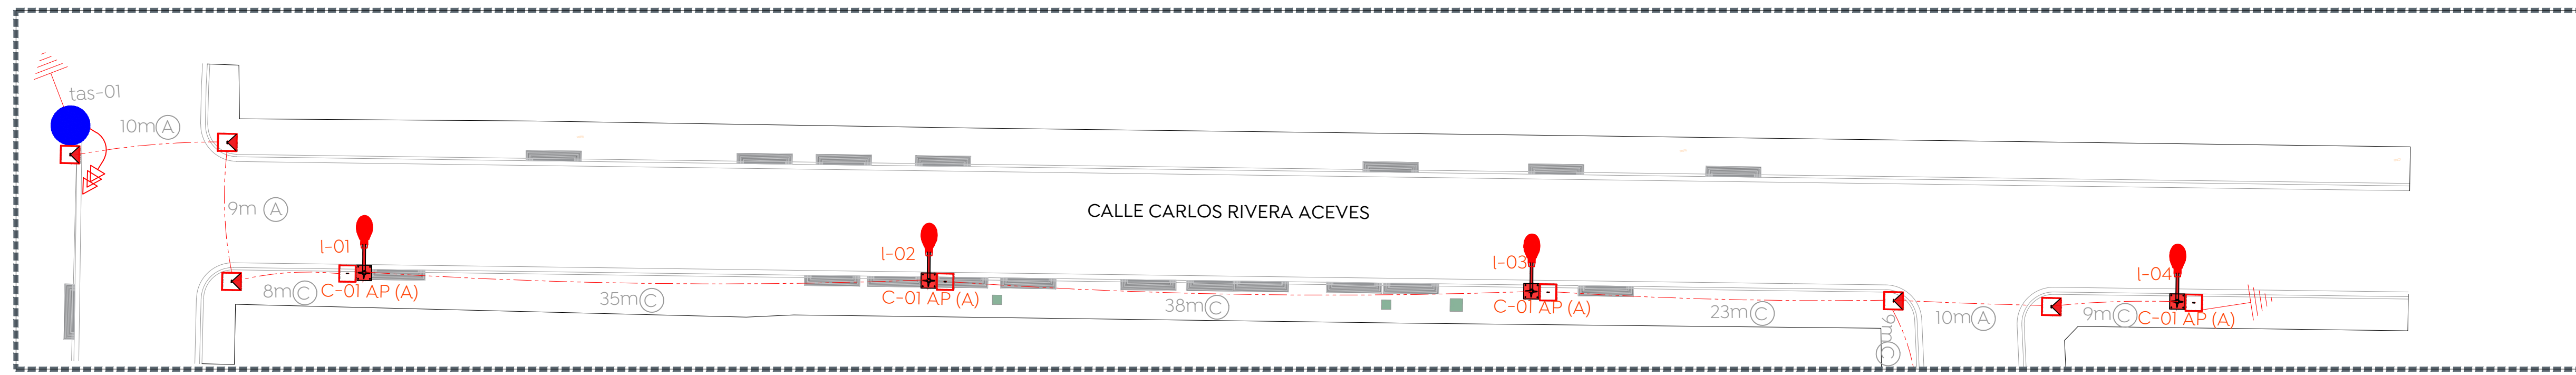 tas-01
10m A
9m A
CALLE CARLOS RIVERA ACEVES
I-01
I-02
I-03
I-04
8m C
C-01 AP (A)
35m C
C-01 AP (A)
38m C
C-01 AP (A)
23m C
9m C
10m A
9m C
C-01 AP (A)